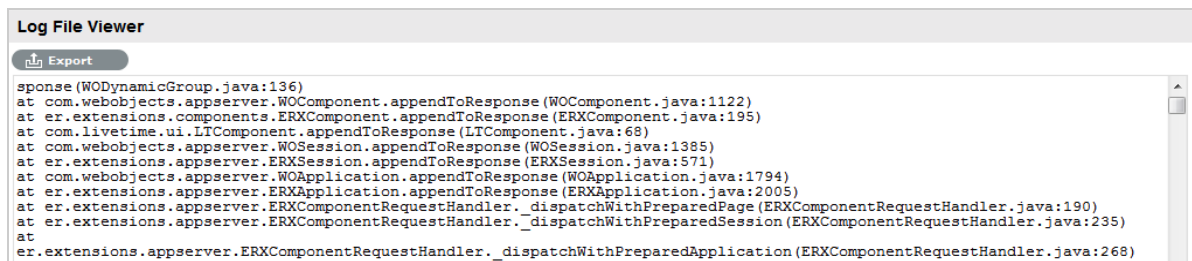 Log File Viewer
Export
sponse(WODynamicGroup.java:136)
at com.webobjects.appserver.WOComponent.appendToResponse(WOComponent.java:1122)
at er.extensions.components.ERXComponent.appendToResponse(ERXComponent.java:195)
at com.livetime.ui.LTComponent.appendToResponse(LTComponent.java:68)
at com.webobjects.appserver.WOSession.appendToResponse(WOSession.java:1385)
at er.extensions.appserver.ERXSession.appendToResponse(ERXSession.java:571)
at com.webobjects.appserver.WOApplication.appendToResponse(WOApplication.java:1794)
at er.extensions.appserver.ERXApplication.appendToResponse(ERXApplication.java:2005)
at er.extensions.appserver.ERXComponentRequestHandler._dispatchWithPreparedPage(ERXComponentRequestHandler.java:190)
at er.extensions.appserver.ERXComponentRequestHandler._dispatchWithPreparedSession(ERXComponentRequestHandler.java:235)
at
er.extensions.appserver.ERXComponentRequestHandler._dispatchWithPreparedApplication(ERXComponentRequestHandler.java:268)